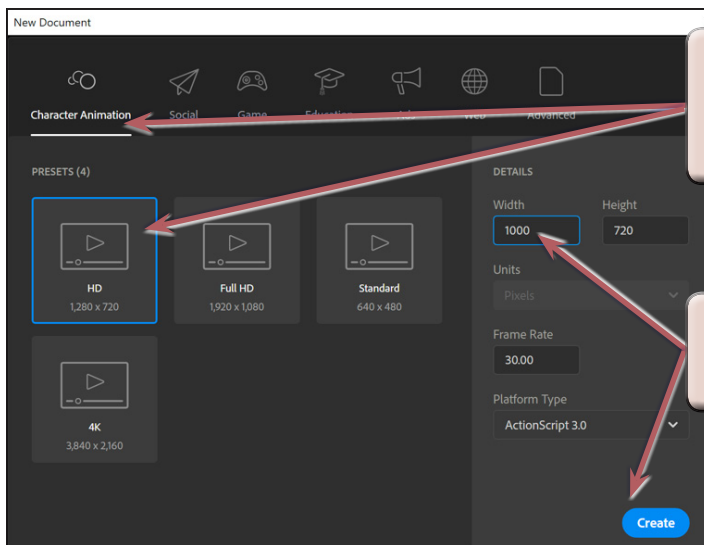 New Document
Character Animation Social Game Education Web Advanced
PRESETS (4)
HD
1,280 x 720
Full HD
1,920 x 1,080
Standard
640 x 480
4K
3,840 x 2,160
DETAILS
Width Height
1000 720
Units
Pixels
Frame Rate
30.00
Platform Type
ActionScript 3.0
Create